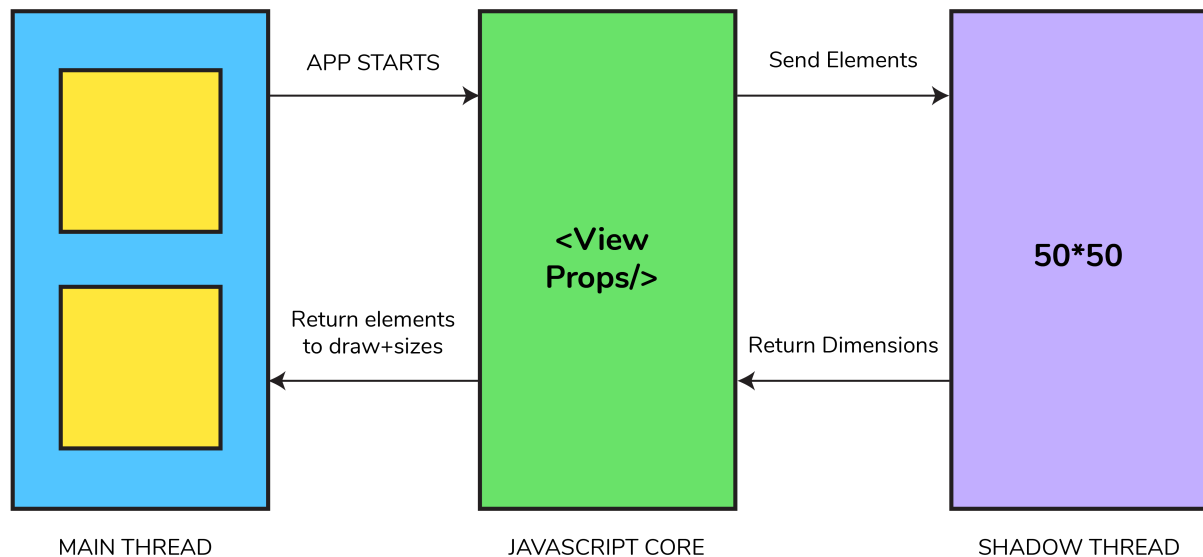 APP STARTS
Send Elements
<View
Props/>
50*50
Return elements
to draw+sizes
Return Dimensions
MAIN THREAD
JAVASCRIPT CORE
SHADOW THREAD